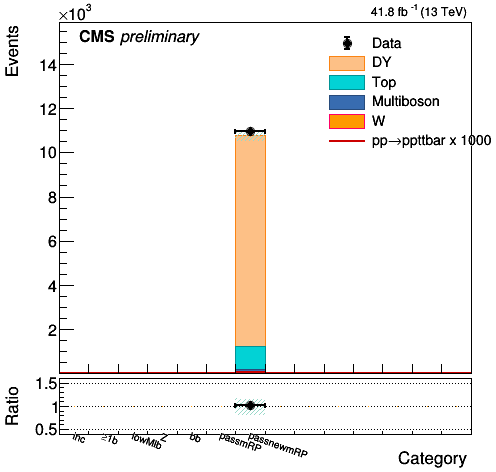 ×10³
41.8 fb⁻¹ (13 TeV)
Events
CMS preliminary
Data
DY
Top
Multiboson
W
pp→ppttbar x 1000
14
12
10
8
6
4
2
Ratio
1.5
1
0.5
inc
≥1b
lowMlb
Z
bb
passmRP
passnewmRP
Category